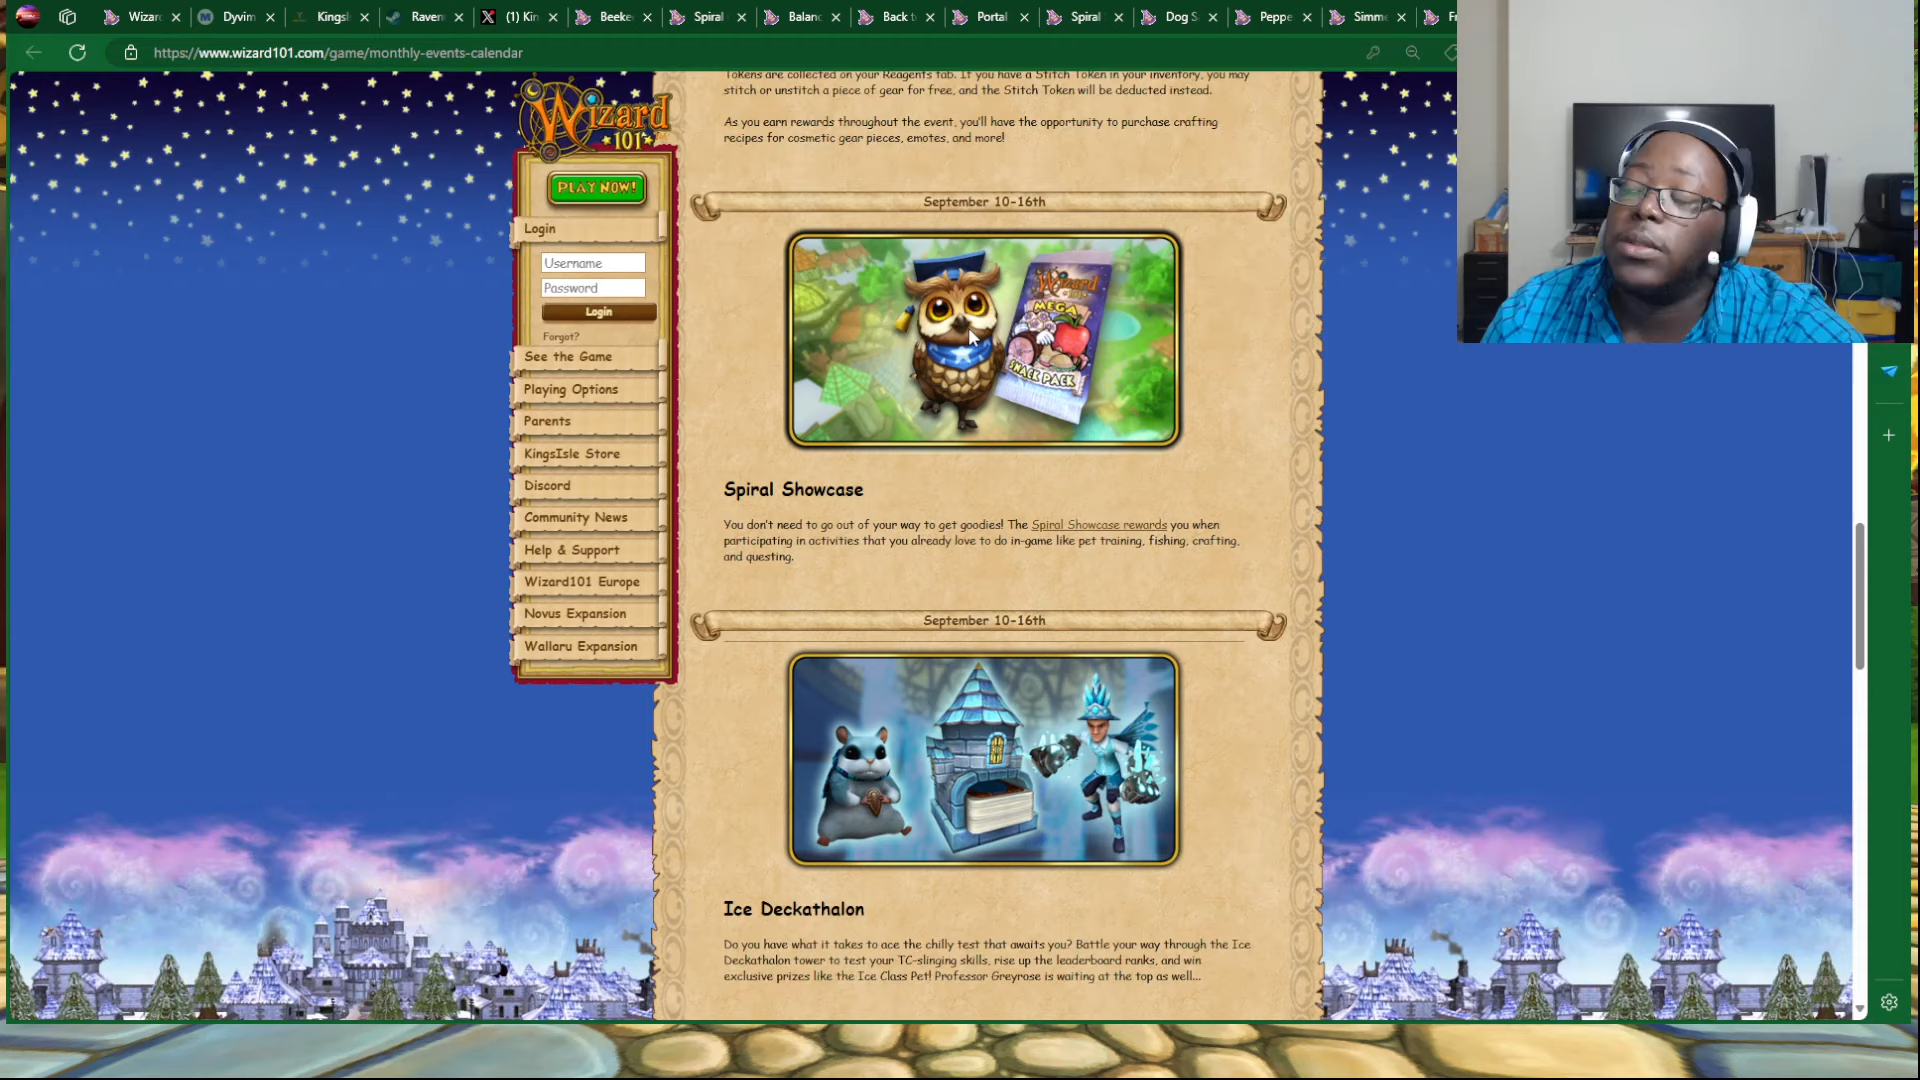 Wizar
Dyvim
Kingsl
Raven
(1) Kin
Beeke
Spiral
Balanc
Back t
Portal
Spiral
Dog S
Peppe
Simme
Fr
https://www.wizard101.com/game/monthly-events-calendar
Wizard
101
PLAY NOW!
Login
Username
Password
Login
Forgot?
See the Game
Playing Options
Parents
KingsIsle Store
Discord
Community News
Help & Support
Wizard101 Europe
Novus Expansion
Wallaru Expansion
Tokens are collected on your Reagents tab. If you have a Stitch Token in your inventory, you may
stitch or unstitch a piece of gear for free, and the Stitch Token will be deducted instead.
As you earn rewards throughout the event, you'll have the opportunity to purchase crafting
recipes for cosmetic gear pieces, emotes, and more!
September 10-16th
Wizard
MEGA
SNACK PACK
Spiral Showcase
You don't need to go out of your way to get goodies! The Spiral Showcase rewards you when
participating in activities that you already love to do in-game like pet training, fishing, crafting,
and questing.
September 10-16th
Ice Deckathalon
Do you have what it takes to ace the chilly test that awaits you? Battle your way through the Ice
Deckathalon tower to test your TC-slinging skills, rise up the leaderboard ranks, and win
exclusive prizes like the Ice Class Pet! Professor Greyrose is waiting at the top as well...